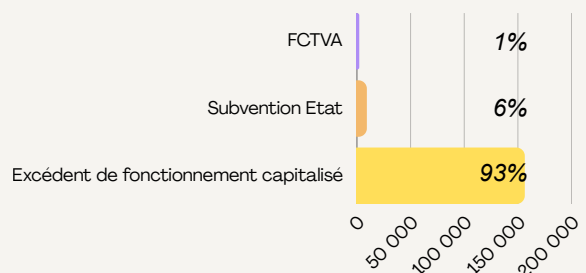 FCTVA 1%
Subvention Etat 6%
Excédent de fonctionnement capitalisé 93%
0 50 000 100 000 150 000 200 000